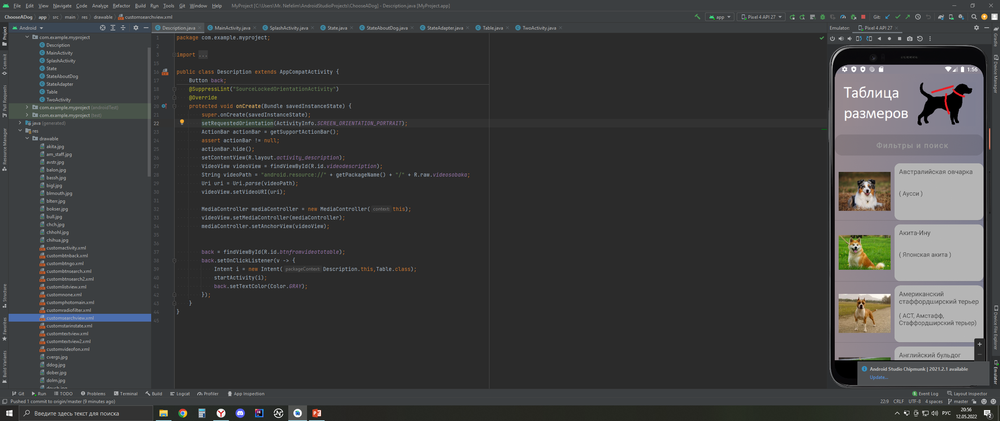 File Edit View Navigate Code Analyze Refactor Build Run Tools Git Window Help MyProject [C:\Users\Mr. Nefelim\AndroidStudioProjects\ChooseADog] - Description.java [MyProject.app]
ChooseADog app src main res drawable customsearchview.xml app Pixel 4 API 27 Git:
Android Description.java MainActivity.java SplashActivity.java State.java StateAboutDog.java StateAdapter.java Table.java TwoActivity.java Emulator: Pixel 4 API 27
Project
Commit
Pull Requests
Resource Manager
Structure
Favorites
Build Variants
com.example.myproject
Description
MainActivity
SplashActivity
State
StateAboutDog
StateAdapter
Table
TwoActivity
com.example.myproject (androidTest)
com.example.myproject (test)
java (generated)
res
drawable
akita.jpg
am_staff.jpg
avstr.jpg
balon.jpg
bassh.jpg
bigl.jpg
blmouth.jpg
blterr.jpg
bokser.jpg
bull.jpg
chch.jpg
chhohl.jpg
chihua.jpg
customactivity.xml
custombtnback.xml
custombtngo.xml
custombtnsearch.xml
custombtnsearch2.xml
customlistview.xml
customnone.xml
customphotomain.xml
customradiofilter.xml
customsearchview.xml
customstarinstate.xml
customtextview.xml
customtextview2.xml
customvideofon.xml
cvergs.jpg
ddog.jpg
dober.jpg
dolm.jpg
1 package com.example.myproject;
2
3 import ...
15
16 public class Description extends AppCompatActivity {
17 Button back;
18 @SuppressLint("SourceLockedOrientationActivity")
19 @Override
20 protected void onCreate(Bundle savedInstanceState) {
21 super.onCreate(savedInstanceState);
22 setRequestedOrientation(ActivityInfo.SCREEN_ORIENTATION_PORTRAIT);
23 ActionBar actionBar = getSupportActionBar();
24 assert actionBar != null;
25 actionBar.hide();
26 setContentView(R.layout.activity_description);
27 VideoView videoView = findViewById(R.id.videodescription);
28 String videoPath = "android.resource://" + getPackageName() + "/" + R.raw.videosobaka;
29 Uri uri = Uri.parse(videoPath);
30 videoView.setVideoURI(uri);
31
32 MediaController mediaController = new MediaController( context: this);
33 videoView.setMediaController(mediaController);
34 mediaController.setAnchorView(videoView);
35
36
37 back = findViewById(R.id.btnfromvideototable);
38 back.setOnClickListener(v -> {
39 Intent i = new Intent( packageContext: Description.this,Table.class);
40 startActivity(i);
41 back.setTextColor(Color.GRAY);
42 });
43 }
44 }
45
1:56
Таблица
размеров
Фильтры и поиск
Австралийская овчарка
( Аусси )
Акита-Ину
( Японская акита )
Американский
стаффордширский терьер
( АСТ, Амстафф,
Стаффордширский терьер)
Английский бульдог
Android Studio Chipmunk | 2021.2.1 available
Update...
Gradle
Device Manager
Device File Explorer
Emulator
Git Run TODO Problems Terminal Build Logcat Profiler App Inspection 5 Event Log Layout Inspector
Pushed 1 commit to origin/master (9 minutes ago) 22:9 CRLF UTF-8 4 spaces master
Введите здесь текст для поиска РУС 20:56
12.05.2022 2